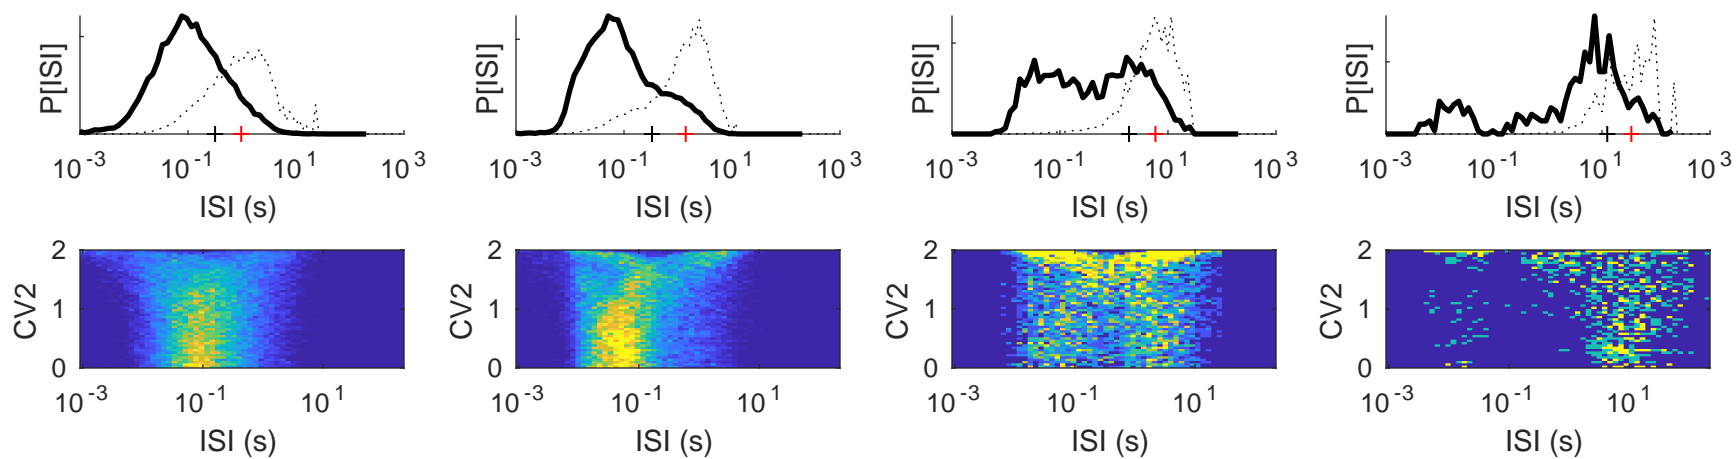 P[ISI] P[ISI] P[ISI] P[ISI]
10^-3 10^-1 10^1 10^3 10^-3 10^-1 10^1 10^3 10^-3 10^-1 10^1 10^3 10^-3 10^-1 10^1 10^3
ISI (s) ISI (s) ISI (s) ISI (s)
2 2 2 2
CV2 1 CV2 1 CV2 1 CV2 1
0 0 0 0
10^-3 10^-1 10^1 10^-3 10^-1 10^1 10^-3 10^-1 10^1 10^-3 10^-1 10^1
ISI (s) ISI (s) ISI (s) ISI (s)